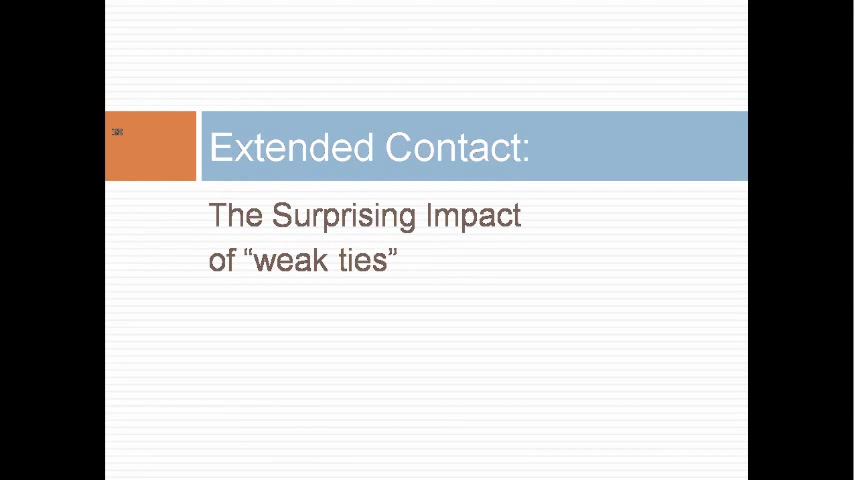 Extended Contact:
The Surprising Impact
of “weak ties”